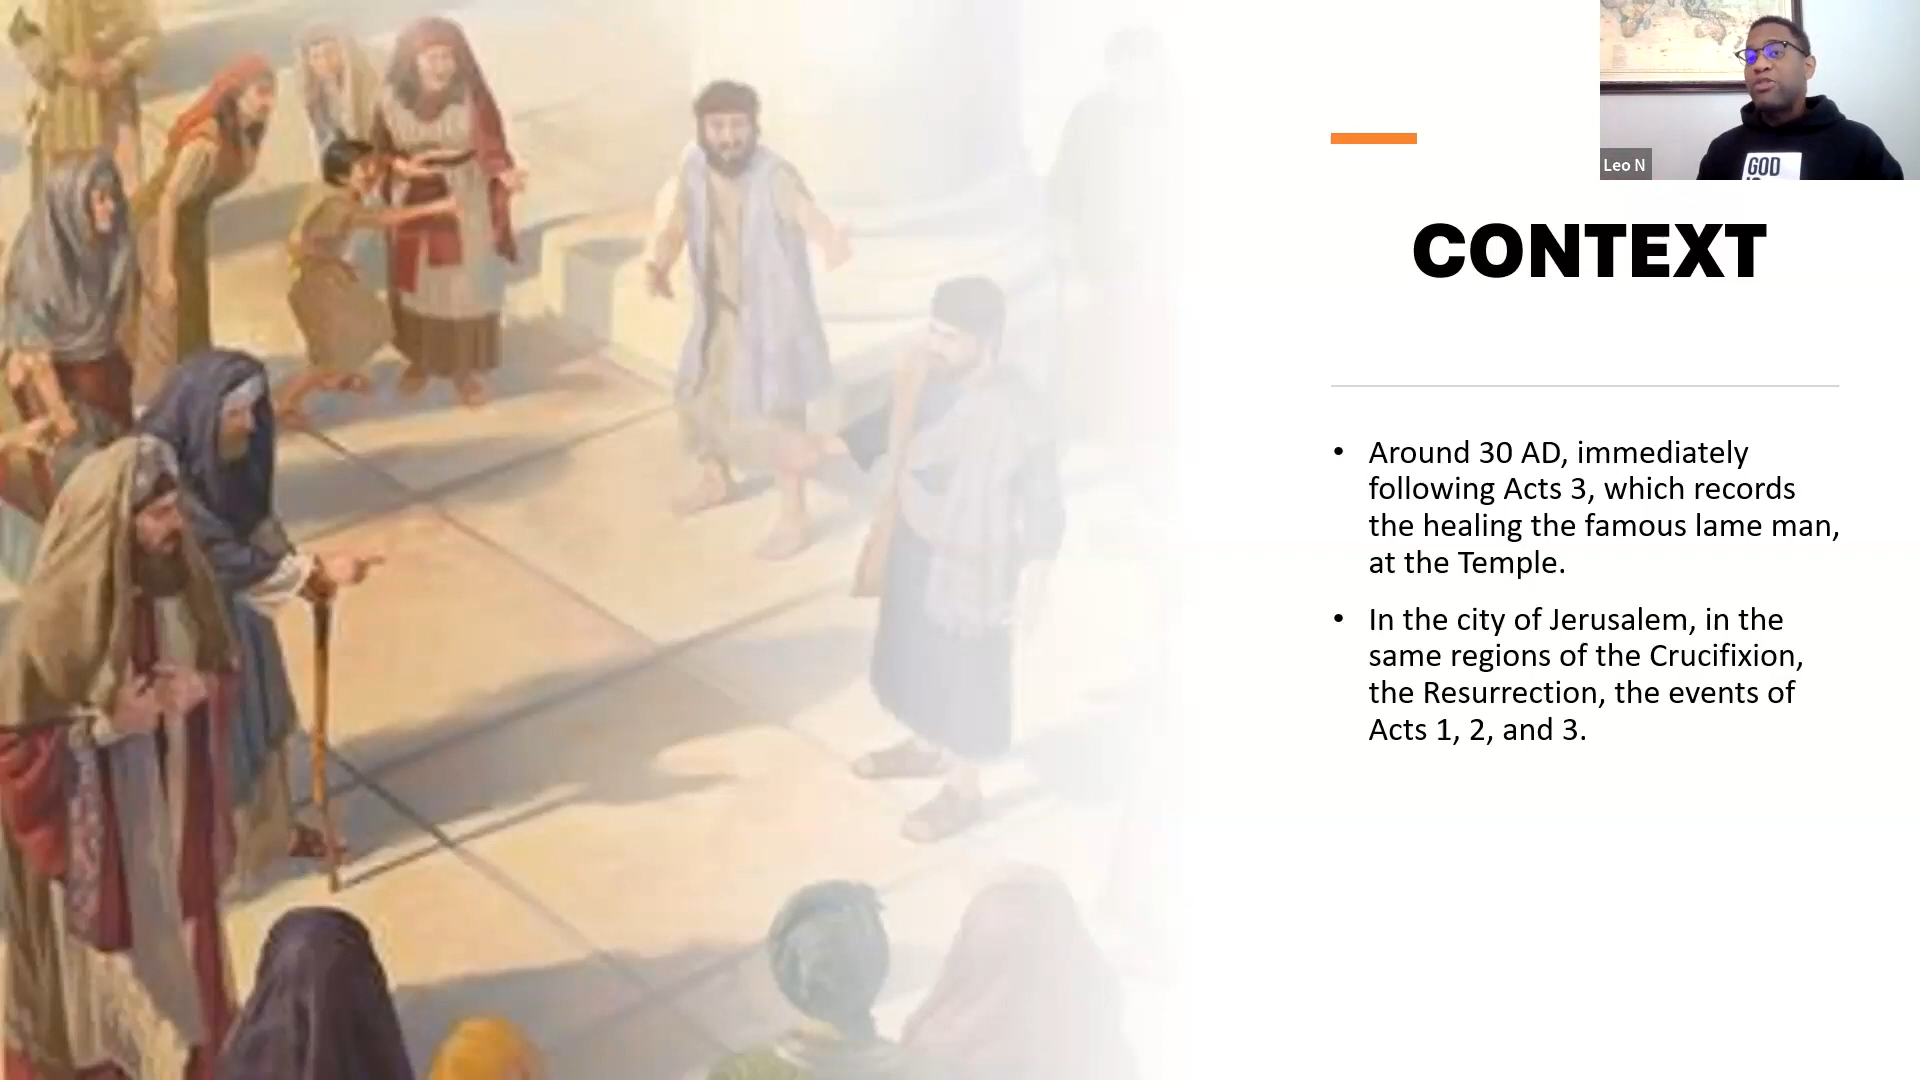 GOD
Leo N
CONTEXT
• Around 30 AD, immediately
following Acts 3, which records
the healing the famous lame man,
at the Temple.
• In the city of Jerusalem, in the
same regions of the Crucifixion,
the Resurrection, the events of
Acts 1, 2, and 3.